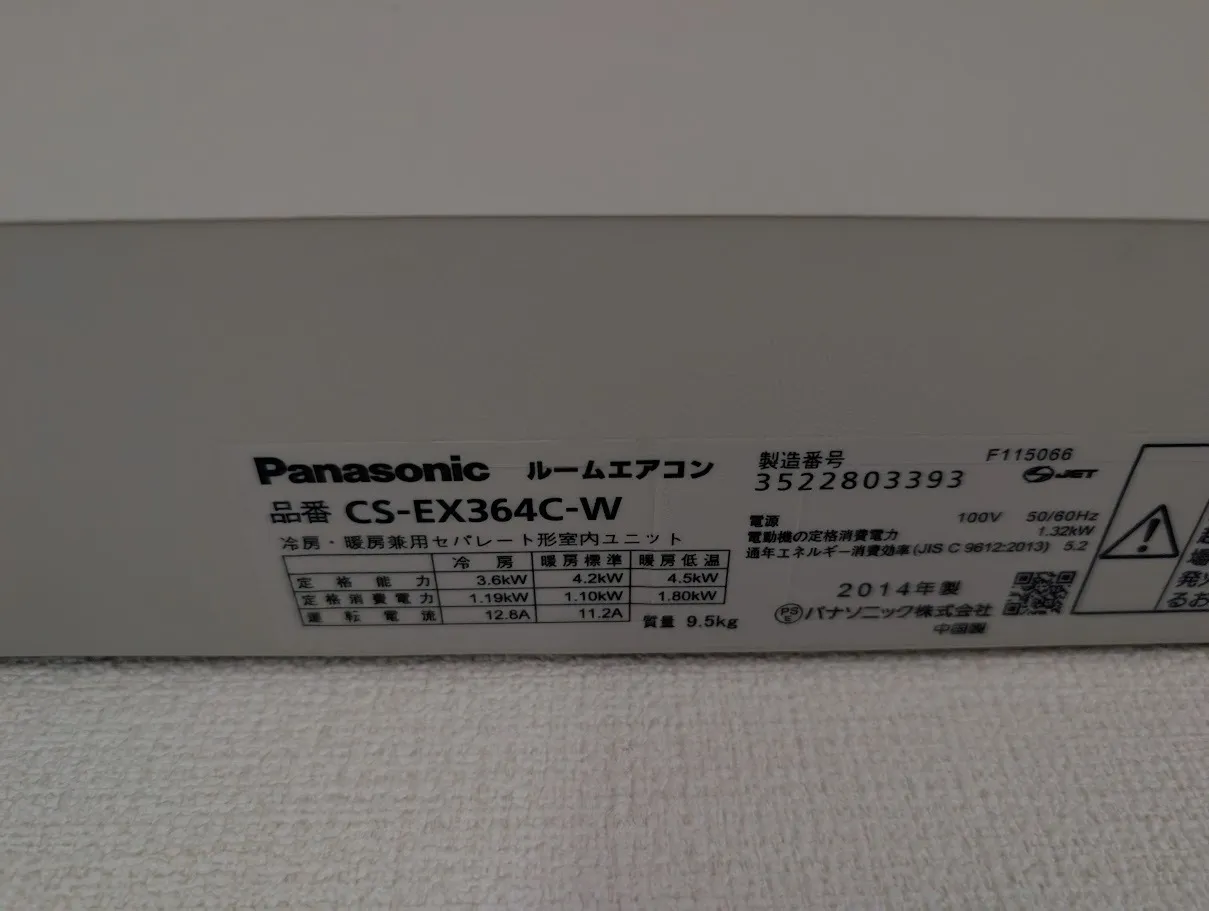 Panasonic ルームエアコン
品番 CS-EX364C-W
冷房・暖房兼用セパレート形室内ユニット
冷房 暖房標準 暖房低温
定格能力 3.6kW 4.2kW 4.5kW
定格消費電力 1.19kW 1.10kW 1.80kW
運転電流 12.8A 11.2A
質量 9.5kg
製造番号 F115066
3522803393 JET
電源 100V 50/60Hz
電動機の定格消費電力 1.32kW
通年エネルギー消費効率(JIS C 9612:2013) 5.2
2014年製
PS E パナソニック株式会社
中国製
場
発火
るお